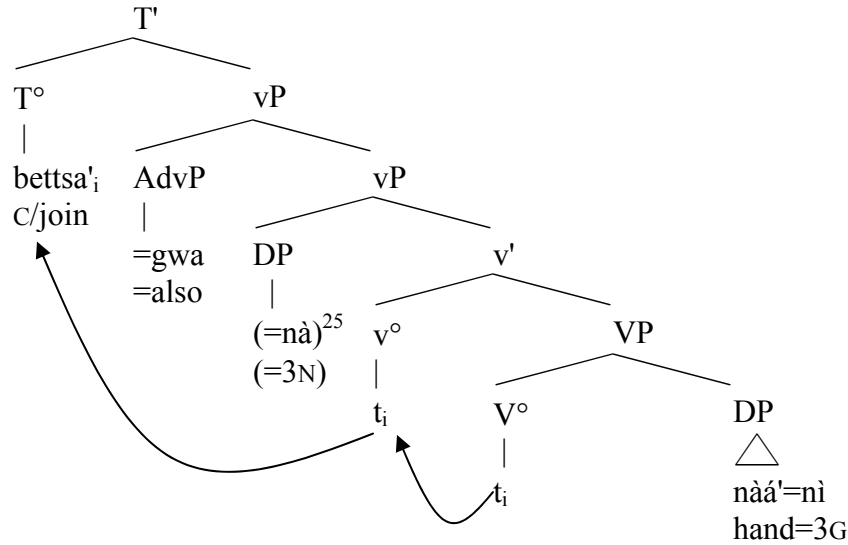 T'
T° vP
bettsa'ᵢ AdvP vP
C/join
=gwa DP v'
=also
(=nà)²⁵ v° VP
(=3N)
tᵢ V° DP
tᵢ nàá'=nì
hand=3G